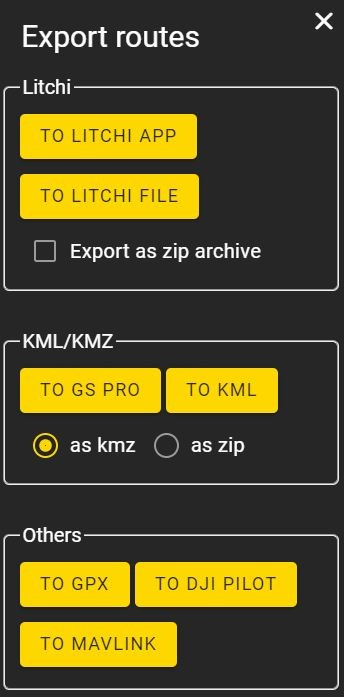 Export routes
Litchi
TO LITCHI APP
TO LITCHI FILE
Export as zip archive
KML/KMZ
TO GS PRO TO KML
as kmz as zip
Others
TO GPX TO DJI PILOT
TO MAVLINK